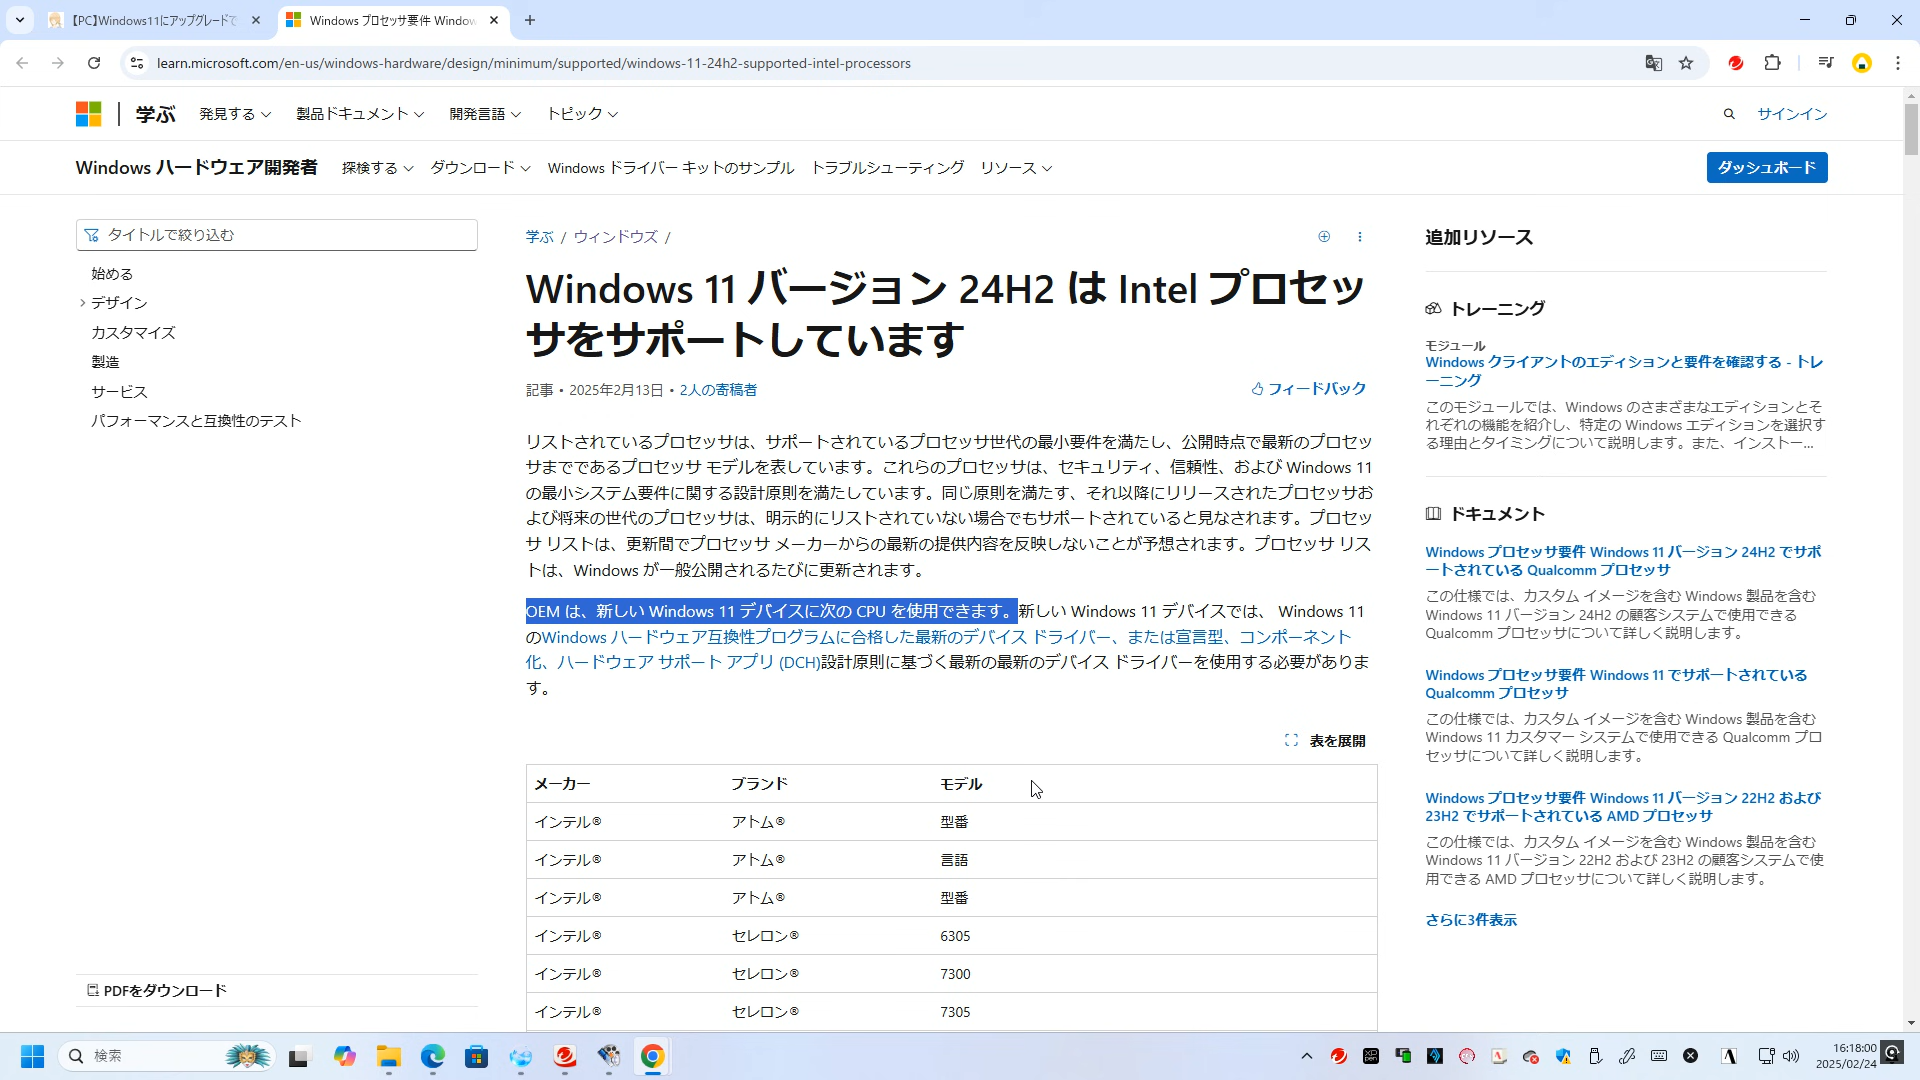 【PC】Windows11にアップグレードで
Windows プロセッサ要件 Window
learn.microsoft.com/en-us/windows-hardware/design/minimum/supported/windows-11-24h2-supported-intel-processors
学ぶ 発見する 製品ドキュメント 開発言語 トピック サインイン
Windows ハードウェア開発者 探検する ダウンロード Windows ドライバー キットのサンプル トラブルシューティング リソース ダッシュボード
タイトルで絞り込む
始める
デザイン
カスタマイズ
製造
サービス
パフォーマンスと互換性のテスト
PDFをダウンロード
学ぶ / ウィンドウズ /
Windows 11 バージョン 24H2 は Intel プロセッ
サをサポートしています
記事・2025年2月13日・2人の寄稿者
フィードバック
リストされているプロセッサは、サポートされているプロセッサ世代の最小要件を満たし、公開時点で最新のプロセッ
サまでであるプロセッサ モデルを表しています。これらのプロセッサは、セキュリティ、信頼性、および Windows 11
の最小システム要件に関する設計原則を満たしています。同じ原則を満たす、それ以降にリリースされたプロセッサお
よび将来の世代のプロセッサは、明示的にリストされていない場合でもサポートされていると見なされます。プロセッ
サ リストは、更新間でプロセッサ メーカーからの最新の提供内容を反映しないことが予想されます。プロセッサ リス
トは、Windows が一般公開されるたびに更新されます。
OEM は、新しい Windows 11 デバイスに次の CPU を使用できます。新しい Windows 11 デバイスでは、 Windows 11
のWindows ハードウェア互換性プログラムに合格した最新のデバイス ドライバー、または宣言型、コンポーネント
化、ハードウェア サポート アプリ (DCH)設計原則に基づく最新の最新のデバイス ドライバーを使用する必要がありま
す。
表を展開
メーカー ブランド モデル
インテル® アトム® 型番
インテル® アトム® 言語
インテル® アトム® 型番
インテル® セレロン® 6305
インテル® セレロン® 7300
インテル® セレロン® 7305
追加リソース
トレーニング
モジュール
Windows クライアントのエディションと要件を確認する - トレ
ーニング
このモジュールでは、Windows のさまざまなエディションとそ
れぞれの機能を紹介し、特定の Windows エディションを選択す
る理由とタイミングについて説明します。また、インストー...
ドキュメント
Windows プロセッサ要件 Windows 11 バージョン 24H2 でサポ
ートされている Qualcomm プロセッサ
この仕様では、カスタム イメージを含む Windows 製品を含む
Windows 11 バージョン 24H2 の顧客システムで使用できる
Qualcomm プロセッサについて詳しく説明します。
Windows プロセッサ要件 Windows 11 でサポートされている
Qualcomm プロセッサ
この仕様では、カスタム イメージを含む Windows 製品を含む
Windows 11 カスタマー システムで使用できる Qualcomm プロ
セッサについて詳しく説明します。
Windows プロセッサ要件 Windows 11 バージョン 22H2 および
23H2 でサポートされている AMD プロセッサ
この仕様では、カスタム イメージを含む Windows 製品を含む
Windows 11 バージョン 22H2 および 23H2 の顧客システムで使
用できる AMD プロセッサについて詳しく説明します。
さらに3件表示
検索
16:18:00
2025/02/24